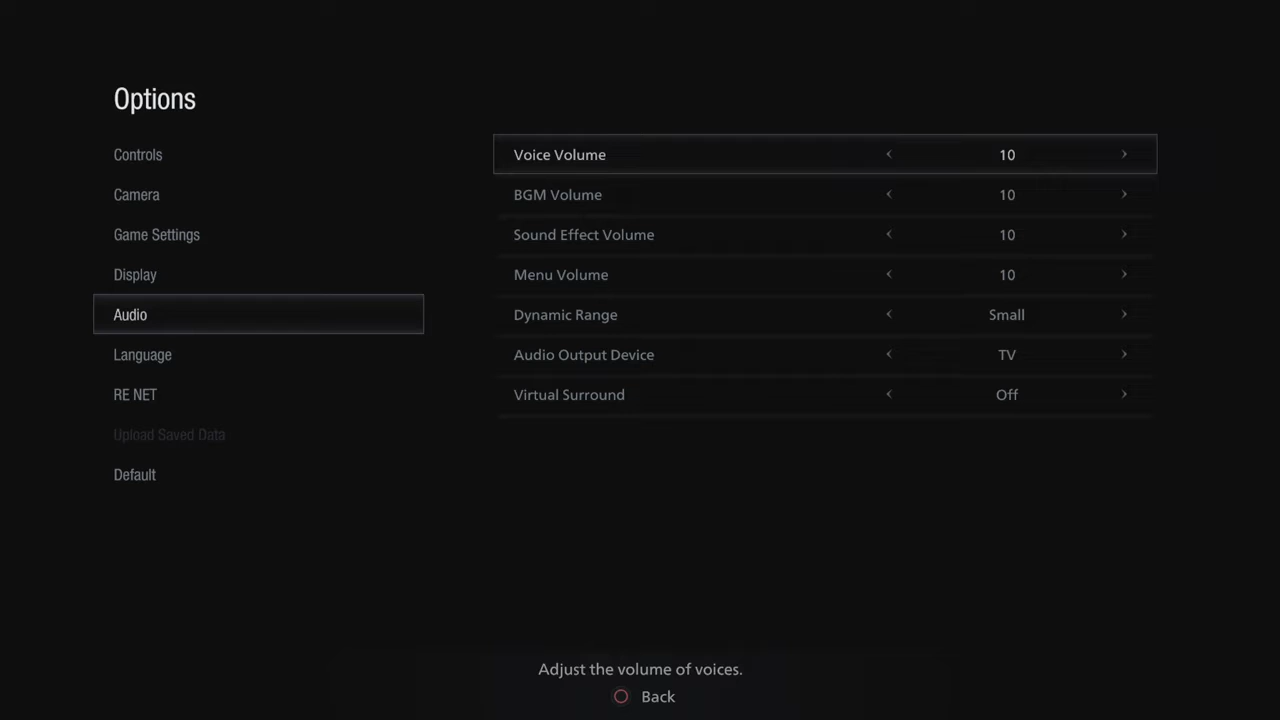 Options
Controls
Camera
Game Settings
Display
Audio
Language
RE NET
Upload Saved Data
Default
Voice Volume 10
BGM Volume 10
Sound Effect Volume 10
Menu Volume 10
Dynamic Range Small
Audio Output Device TV
Virtual Surround Off
Adjust the volume of voices.
Back